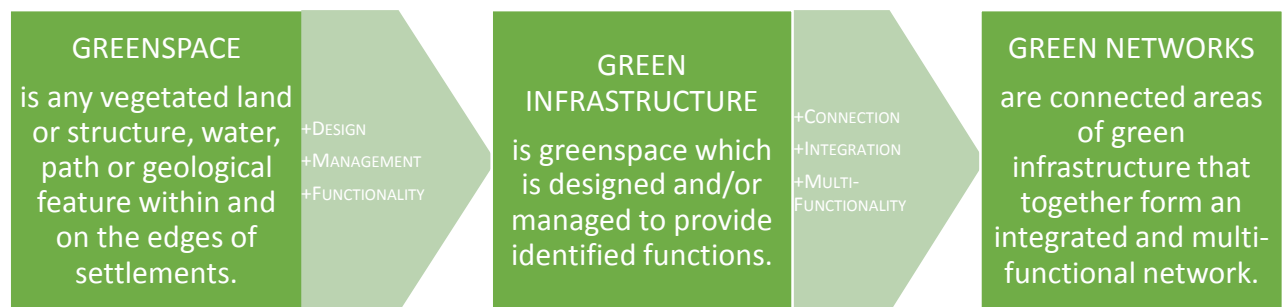 GREENSPACE
is any vegetated land
or structure, water,
path or geological
feature within and
on the edges of
settlements.
+DESIGN
+MANAGEMENT
+FUNCTIONALITY
GREEN
INFRASTRUCTURE
is greenspace which
is designed and/or
managed to provide
identified functions.
+CONNECTION
+INTEGRATION
+MULTI-
FUNCTIONALITY
GREEN NETWORKS
are connected areas
of green
infrastructure that
together form an
integrated and multi-
functional network.